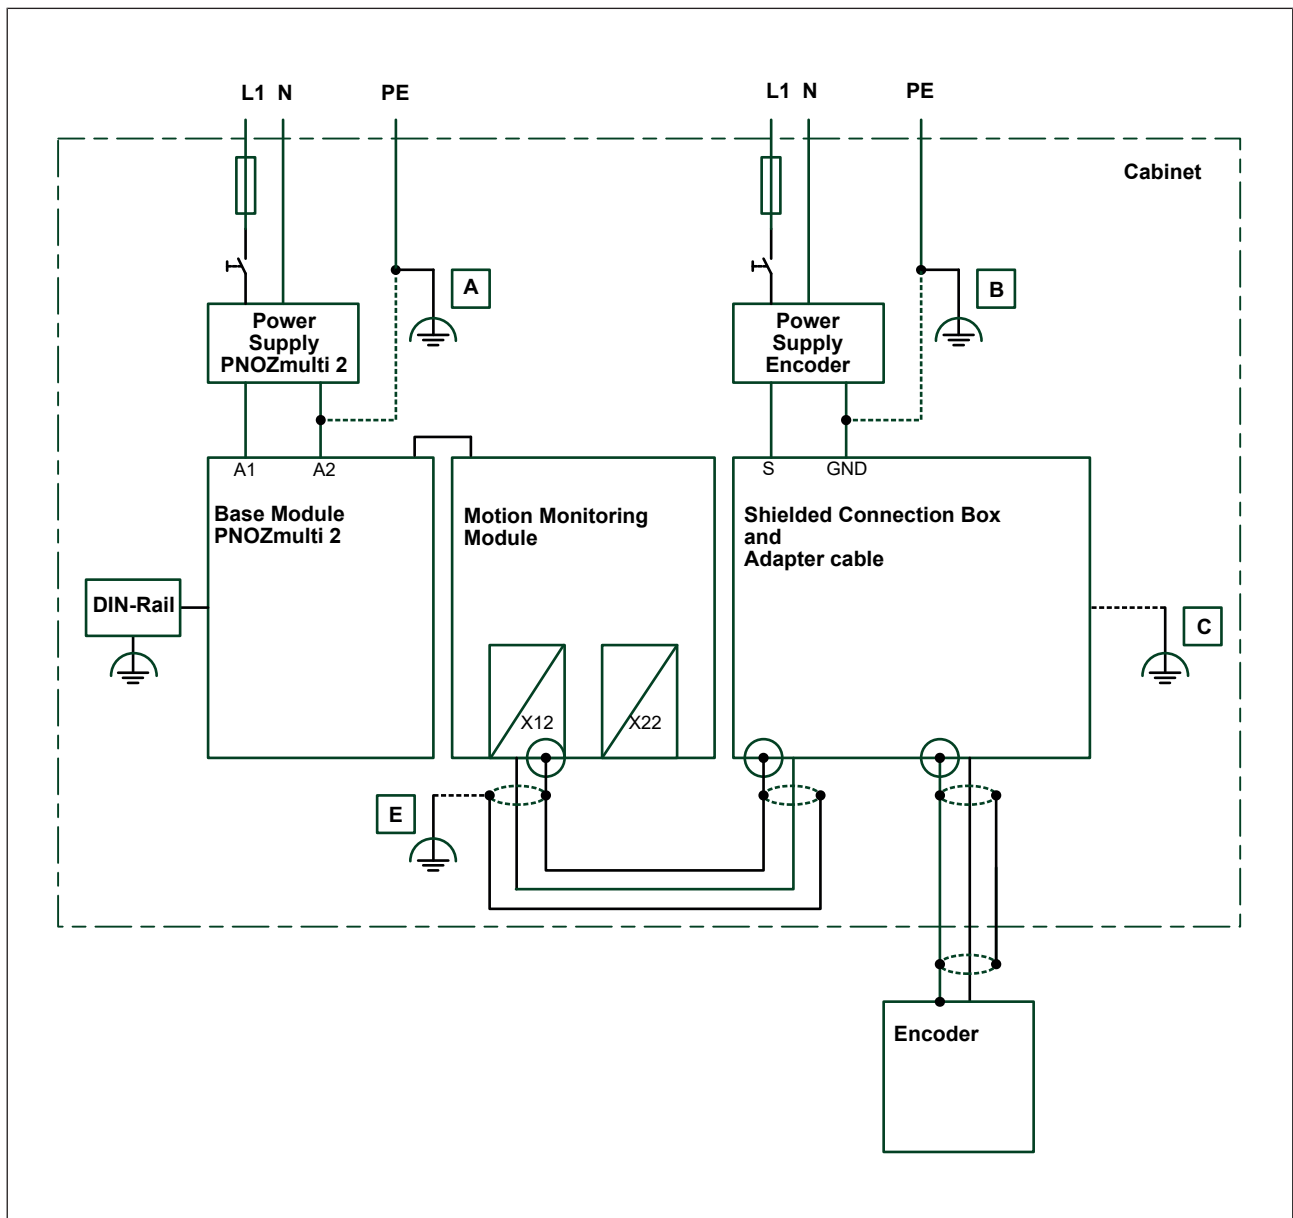 L1 N PE
L1 N PE
Cabinet
A
B
Power
Supply
PNOZmulti 2
Power
Supply
Encoder
A1 A2
S GND
Base Module
PNOZmulti 2
Motion Monitoring
Module
Shielded Connection Box
and
Adapter cable
DIN-Rail
C
X12
X22
E
Encoder